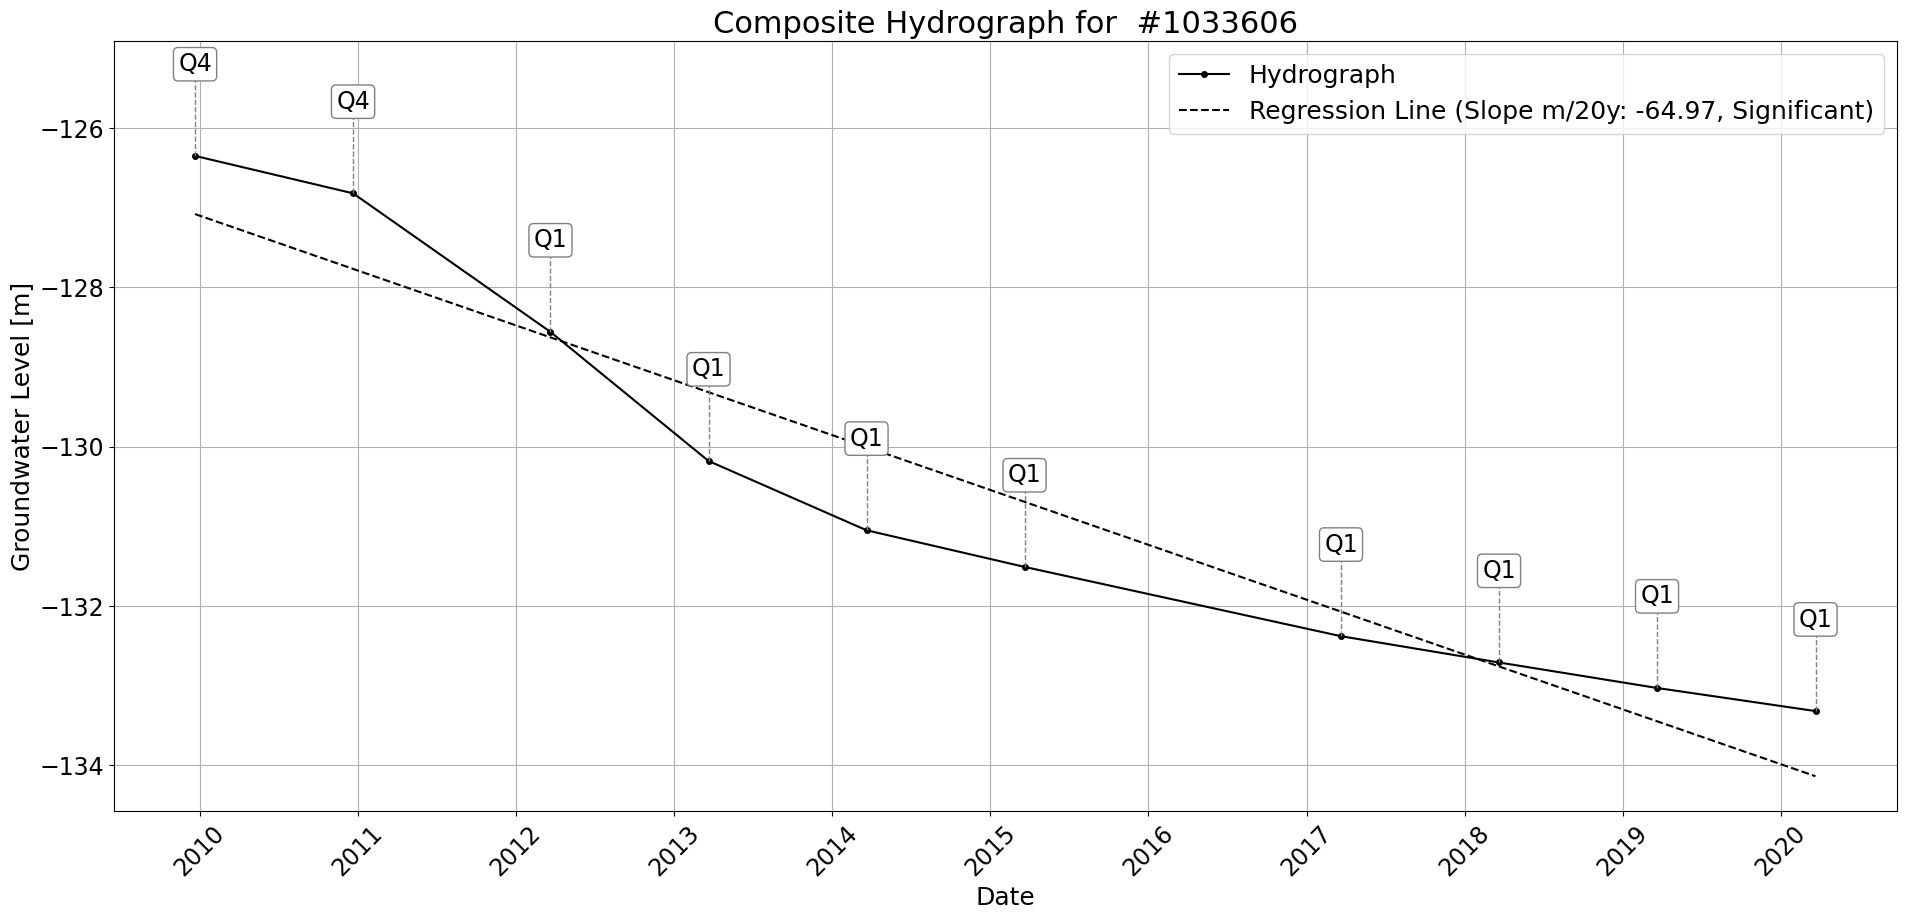 Composite Hydrograph for  #1033606
Hydrograph
Regression Line (Slope m/20y: -64.97, Significant)
Q4
Q4
Q1
Q1
Q1
Q1
Q1
Q1
Q1
Q1
Groundwater Level [m]
−126
−128
−130
−132
−134
2010
2011
2012
2013
2014
2015
2016
2017
2018
2019
2020
Date